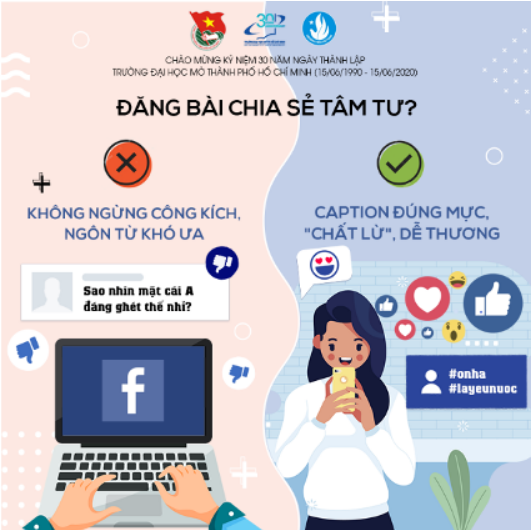 CHÀO MỪNG KỶ NIỆM 30 NĂM NGÀY THÀNH LẬP
TRƯỜNG ĐẠI HỌC MỞ THÀNH PHỐ HỒ CHÍ MINH (15/06/1990 - 15/06/2020)
ĐĂNG BÀI CHIA SẺ TÂM TƯ?
KHÔNG NGỪNG CÔNG KÍCH,
NGÔN TỪ KHÓ ƯA
Sao nhìn mặt cái A
đáng ghét thế nhỉ?
f
CAPTION ĐÚNG MỰC,
"CHẤT LỪ", DỄ THƯƠNG
#onha
#layeunuoc